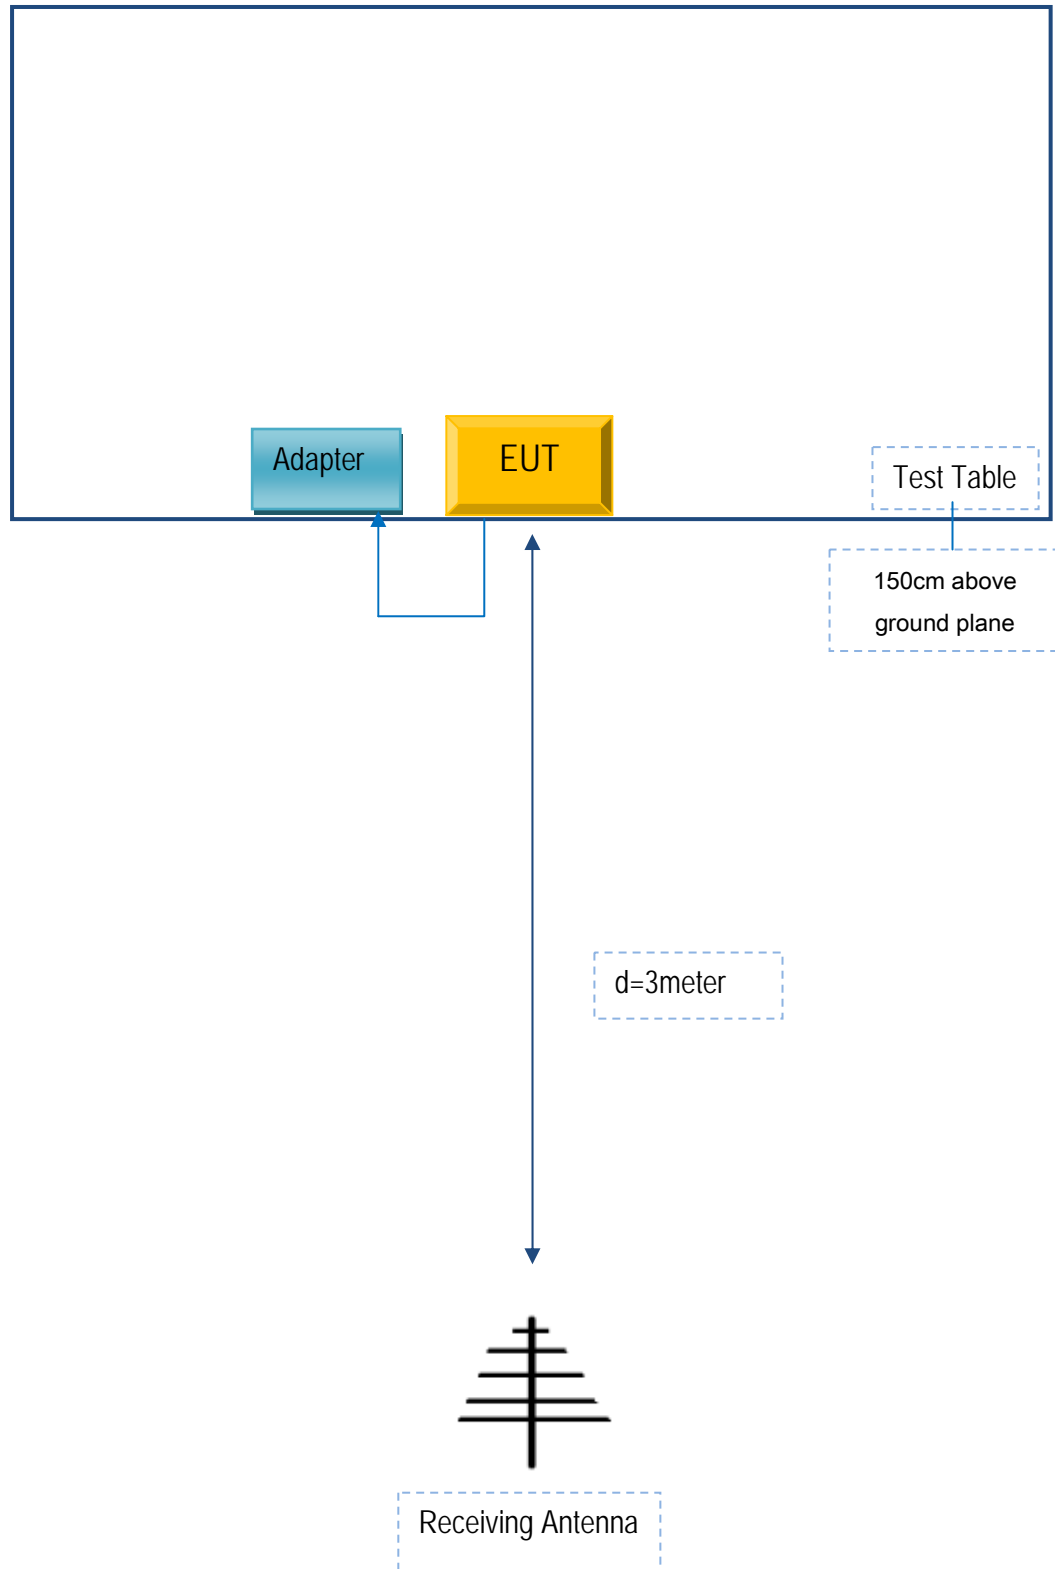 Adapter
EUT
Test Table
150cm above
ground plane
d=3meter
Receiving Antenna